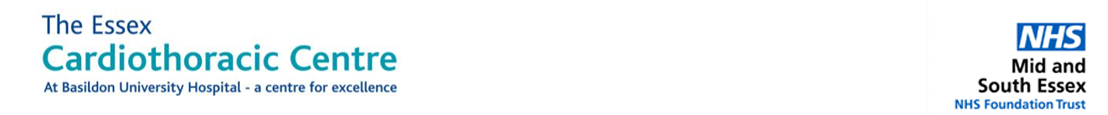 The Essex
Cardiothoracic Centre
At Basildon University Hospital - a centre for excellence
NHS
Mid and
South Essex
NHS Foundation Trust